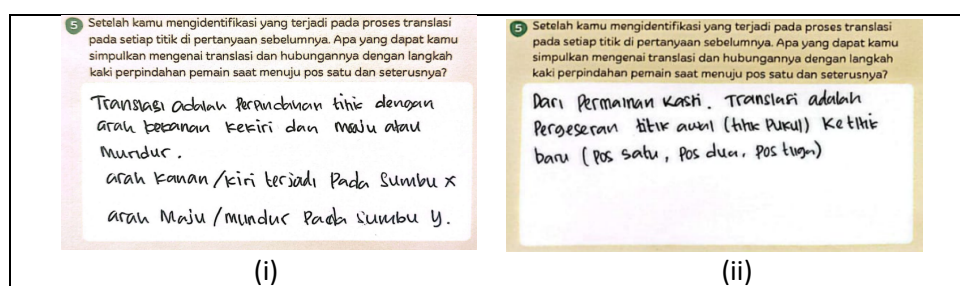 5 Setelah kamu mengidentifikasi yang terjadi pada proses translasi
pada setiap titik di pertanyaan sebelumnya. Apa yang dapat kamu
simpulkan mengenai translasi dan hubungannya dengan langkah
kaki perpindahan pemain saat menuju pos satu dan seterusnya?
Translasi adalah Perpindahan titik dengan
arah kekanan kekiri dan maju atau
Mundur.
arah kanan/kiri terjadi Pada Sumbu x
arah Maju/mundur Pada sumbu y.
(i)
5 Setelah kamu mengidentifikasi yang terjadi pada proses translasi
pada setiap titik di pertanyaan sebelumnya. Apa yang dapat kamu
simpulkan mengenai translasi dan hubungannya dengan langkah
kaki perpindahan pemain saat menuju pos satu dan seterusnya?
Dari Permainan Kasti. Translasi adalah
Pergeseran titik awal (titik Pukul) Ketitik
baru (Pos satu, Pos dua, Pos tiga)
(ii)